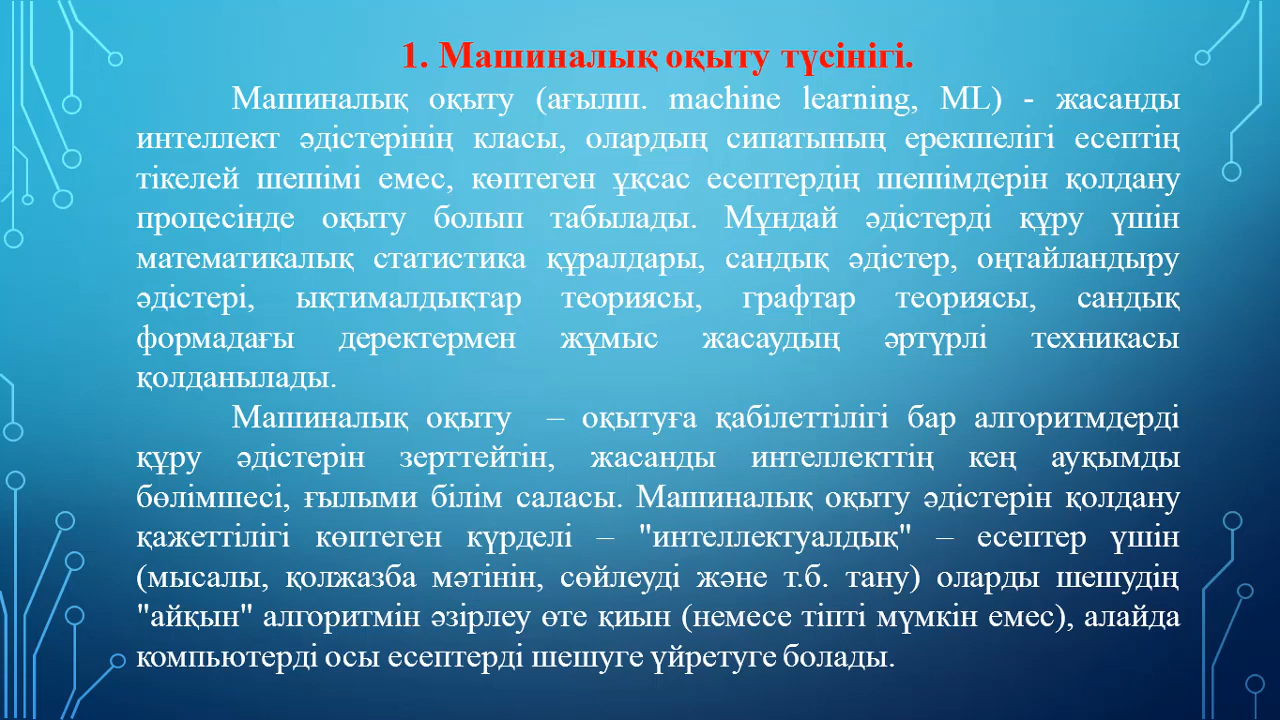 1. Машиналық оқыту түсінігі.
Машиналық оқыту (ағылш. machine learning, ML) - жасанды
интеллект әдістерінің класы, олардың сипатының ерекшелігі есептің
тікелей шешімі емес, көптеген ұқсас есептердің шешімдерін қолдану
процесінде оқыту болып табылады. Мұндай әдістерді құру үшін
математикалық статистика құралдары, сандық әдістер, оңтайландыру
әдістері, ықтималдықтар теориясы, графтар теориясы, сандық
формадағы деректермен жұмыс жасаудың әртүрлі техникасы
қолданылады.
Машиналық оқыту – оқытуға қабілеттілігі бар алгоритмдерді
құру әдістерін зерттейтін, жасанды интеллекттің кең ауқымды
бөлімшесі, ғылыми білім саласы. Машиналық оқыту әдістерін қолдану
қажеттілігі көптеген күрделі – "интеллектуалдық" – есептер үшін
(мысалы, қолжазба мәтінін, сөйлеуді және т.б. тану) оларды шешудің
"айқын" алгоритмін әзірлеу өте қиын (немесе тіпті мүмкін емес), алайда
компьютерді осы есептерді шешуге үйретуге болады.